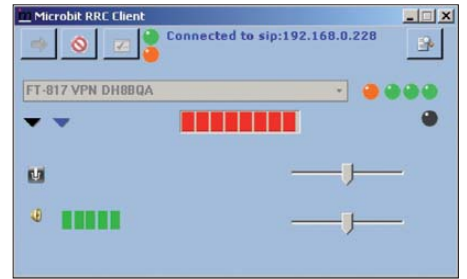 Microbit RRC Client
Connected to sip:192.168.0.228
FT-817 VPN DH8BQA